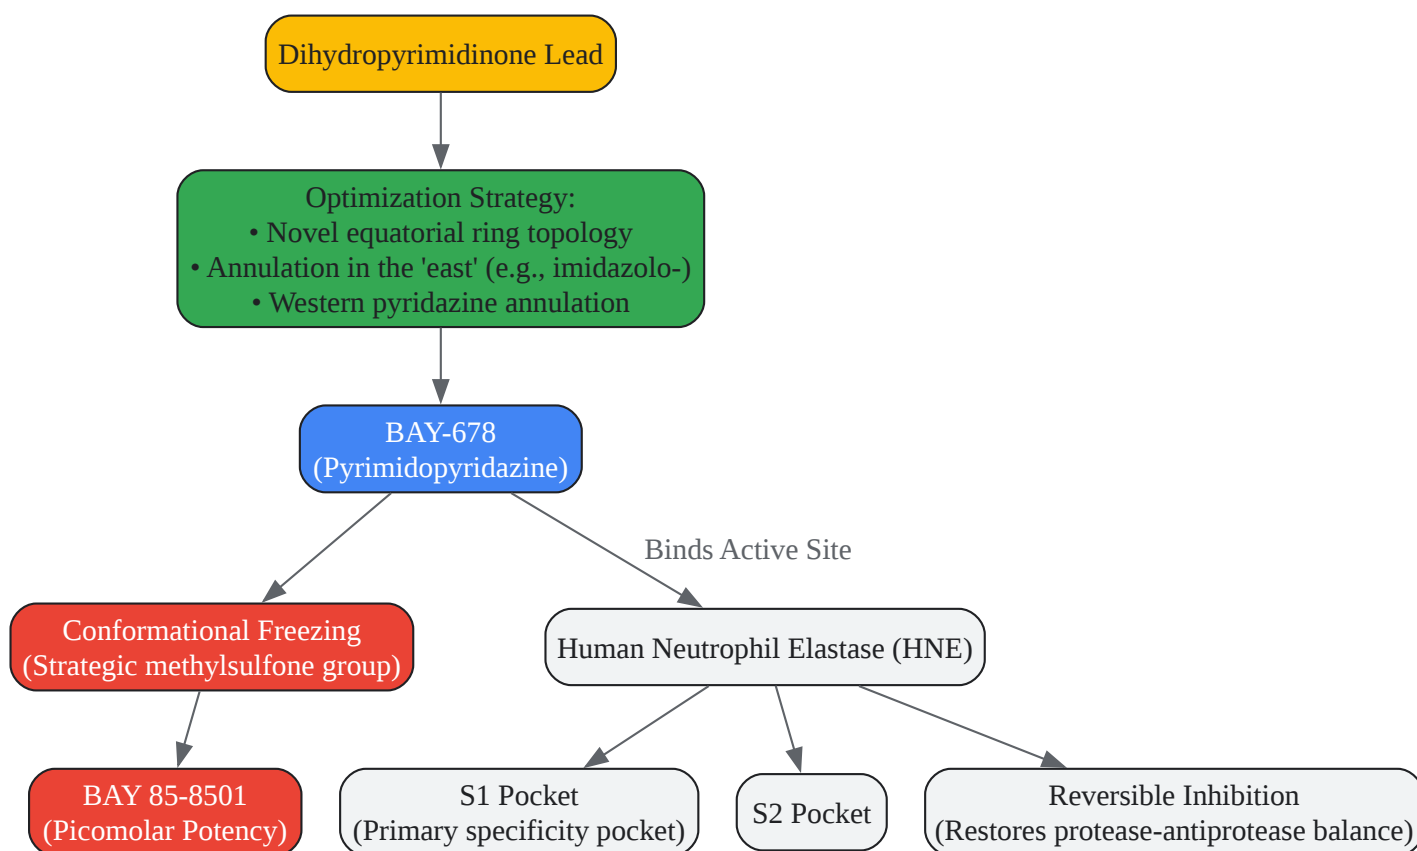 Dihydropyrimidinone Lead
Optimization Strategy:
• Novel equatorial ring topology
• Annulation in the 'east' (e.g., imidazolo-)
• Western pyridazine annulation
BAY-678
(Pyrimidopyridazine)
Binds Active Site
Conformational Freezing
(Strategic methylsulfone group)
Human Neutrophil Elastase (HNE)
BAY 85-8501
(Picomolar Potency)
S1 Pocket
(Primary specificity pocket)
S2 Pocket
Reversible Inhibition
(Restores protease-antiprotease balance)